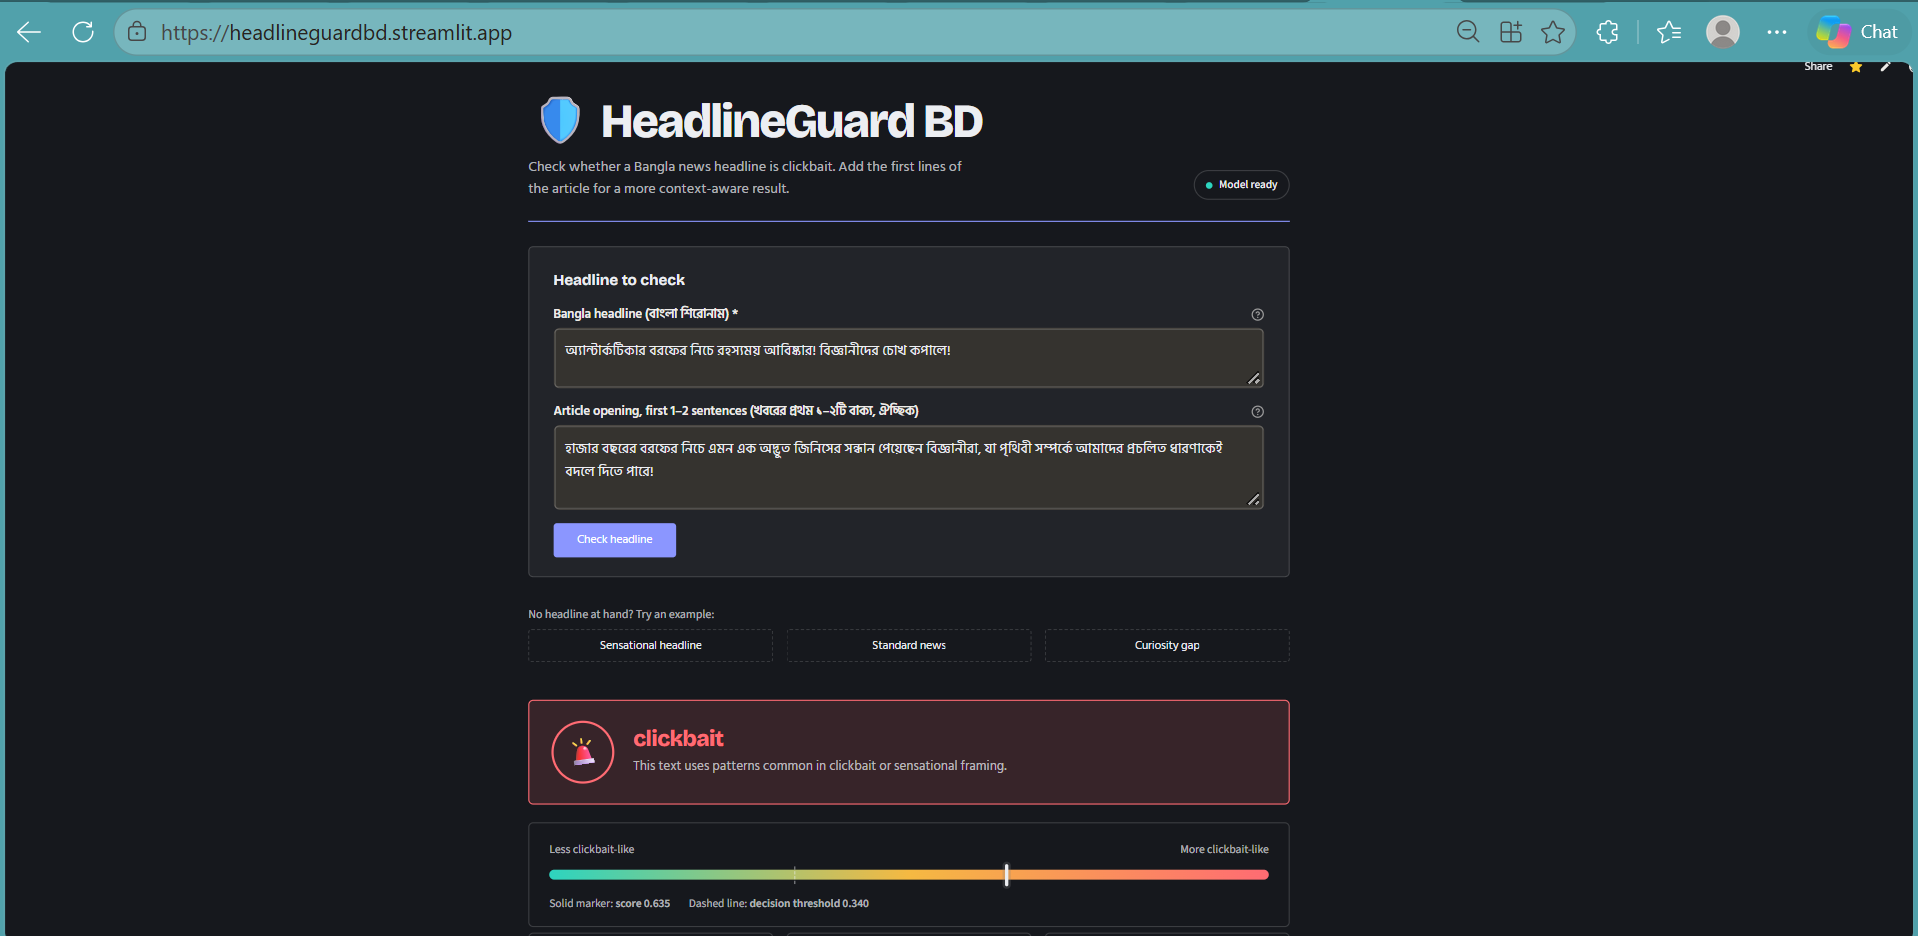 https://headlineguardbd.streamlit.app
Chat
Share
HeadlineGuard BD
Check whether a Bangla news headline is clickbait. Add the first lines of
the article for a more context-aware result.
Model ready
Headline to check
Bangla headline (বাংলা শিরোনাম) *
অ্যান্টার্কটিকার বরফের নিচে রহস্যময় আবিষ্কার! বিজ্ঞানীদের চোখ কপালে!
Article opening, first 1–2 sentences (খবরের প্রথম ১–২টি বাক্য, ঐচ্ছিক)
হাজার বছরের বরফের নিচে এমন এক অদ্ভুত জিনিসের সন্ধান পেয়েছেন বিজ্ঞানীরা, যা পৃথিবী সম্পর্কে আমাদের প্রচলিত ধারণাকেই
বদলে দিতে পারে!
Check headline
No headline at hand? Try an example:
Sensational headline
Standard news
Curiosity gap
clickbait
This text uses patterns common in clickbait or sensational framing.
Less clickbait-like
More clickbait-like
Solid marker: score 0.635
Dashed line: decision threshold 0.340